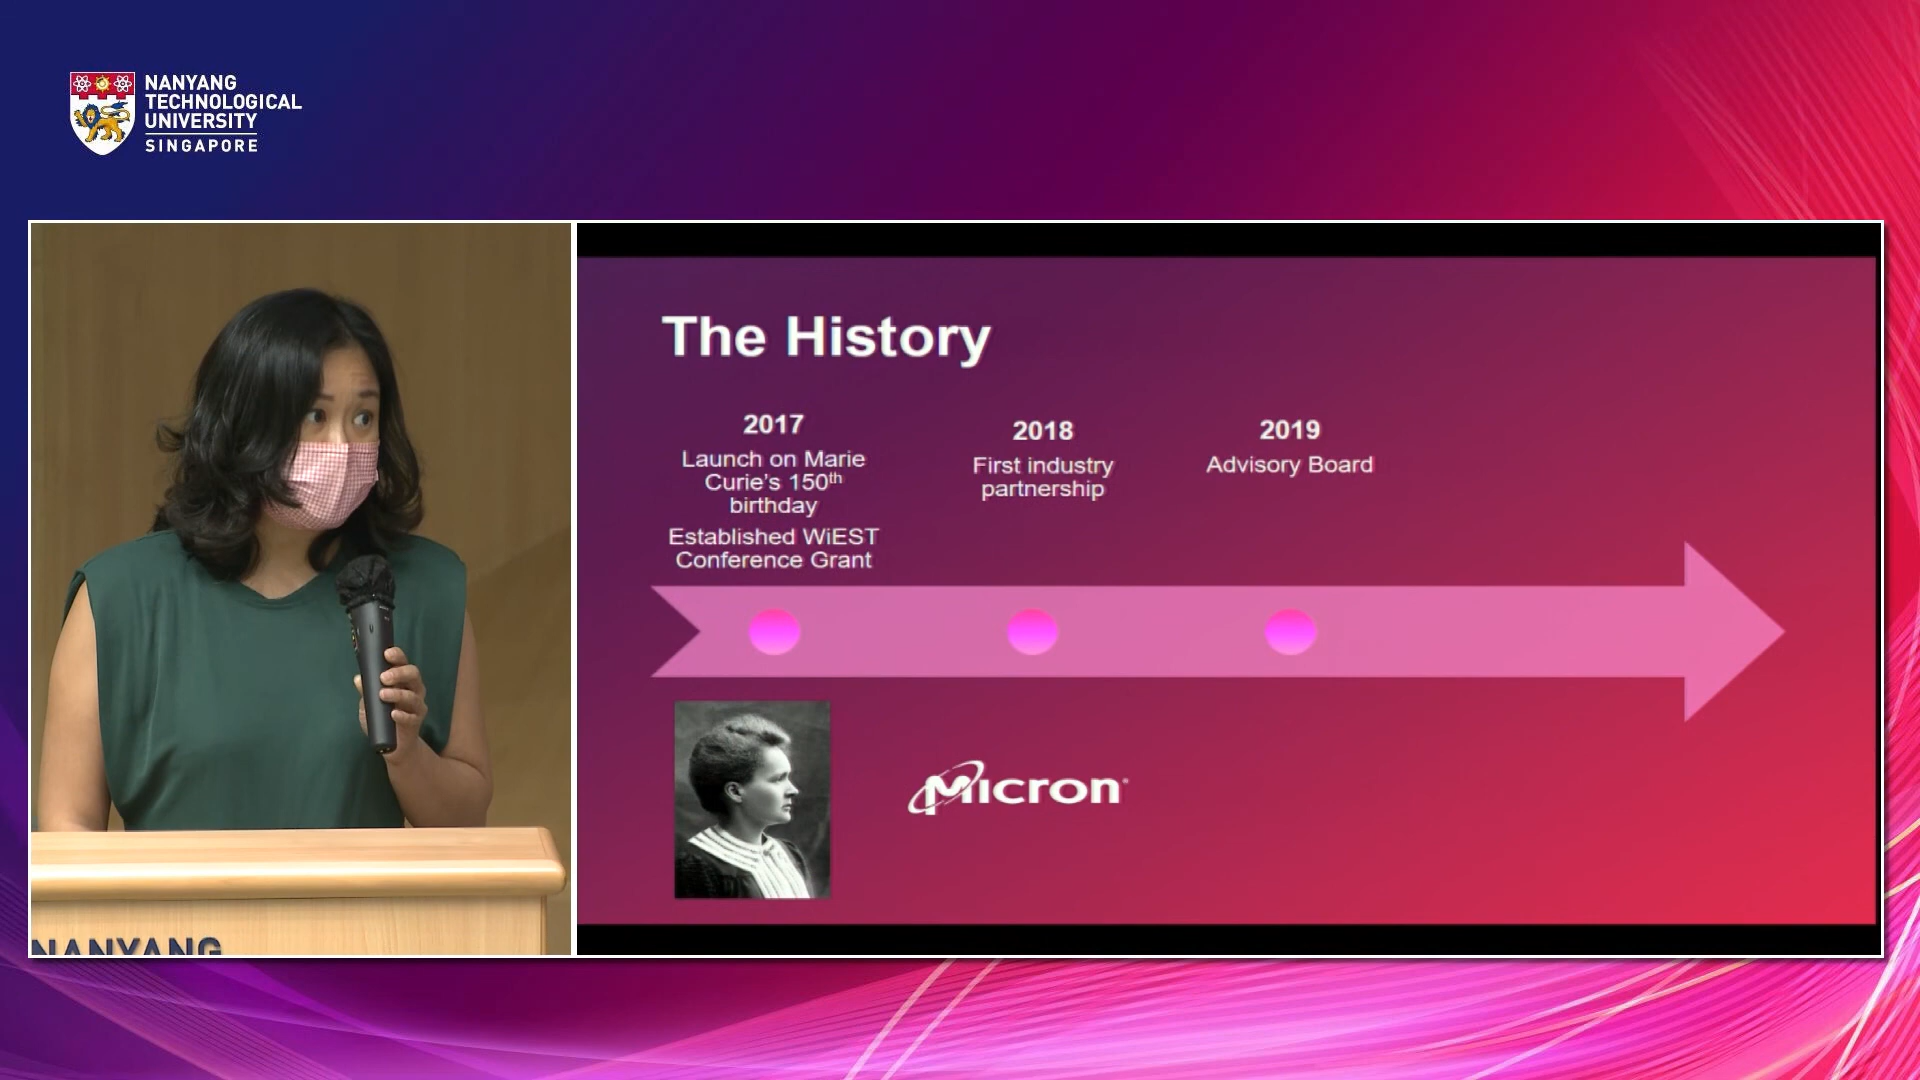 NANYANG
TECHNOLOGICAL
UNIVERSITY
SINGAPORE
The History
2017
Launch on Marie
Curie's 150th
birthday
Established WiEST
Conference Grant
2018
First industry
partnership
2019
Advisory Board
Micron
NANYANG